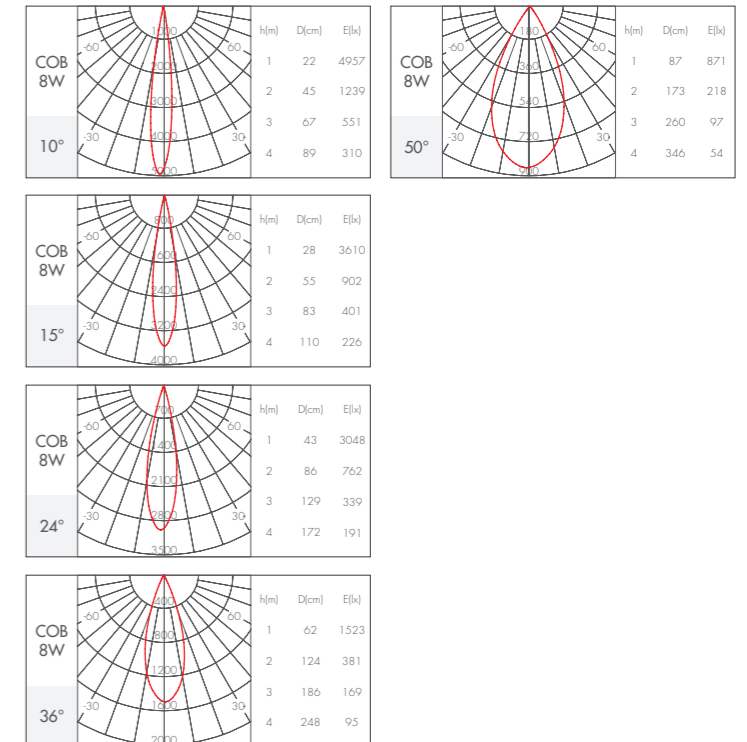 COB
8W
10°
-60
60
-30
30
1000
2000
3000
4000
5000
h(m) D(cm) E(lx)
1 22 4957
2 45 1239
3 67 551
4 89 310
COB
8W
50°
-60
60
-30
30
180
360
540
720
900
h(m) D(cm) E(lx)
1 87 871
2 173 218
3 260 97
4 346 54
COB
8W
15°
-60
60
-30
30
800
1600
2400
3200
4000
h(m) D(cm) E(lx)
1 28 3610
2 55 902
3 83 401
4 110 226
COB
8W
24°
-60
60
-30
30
700
1400
2100
2800
3500
h(m) D(cm) E(lx)
1 43 3048
2 86 762
3 129 339
4 172 191
COB
8W
36°
-60
60
-30
30
400
800
1200
1600
2000
h(m) D(cm) E(lx)
1 62 1523
2 124 381
3 186 169
4 248 95